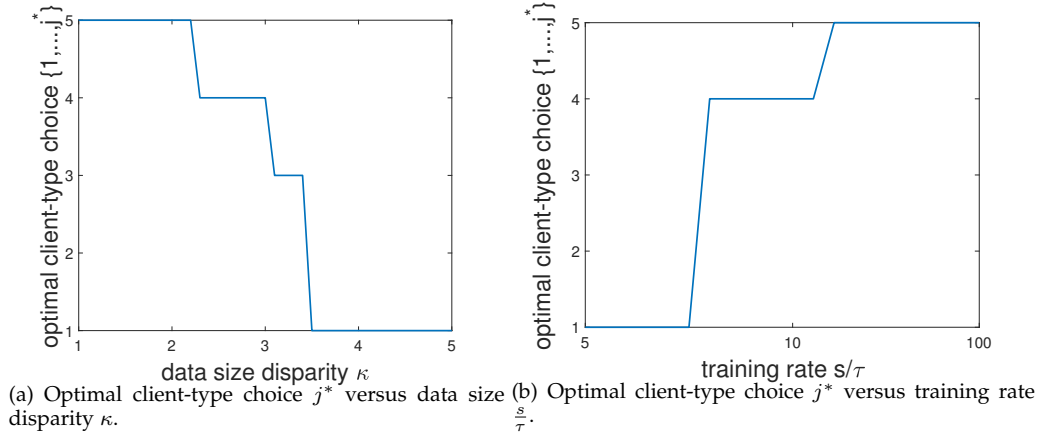 optimal client-type choice {1,...,j*}
5
4
3
2
1
1 2 3 4 5
data size disparity κ
(a) Optimal client-type choice j* versus data size
disparity κ.
optimal client-type choice {1,...,j*}
5
4
3
2
1
5 10 100
training rate s/τ
(b) Optimal client-type choice j* versus training rate
s/τ.